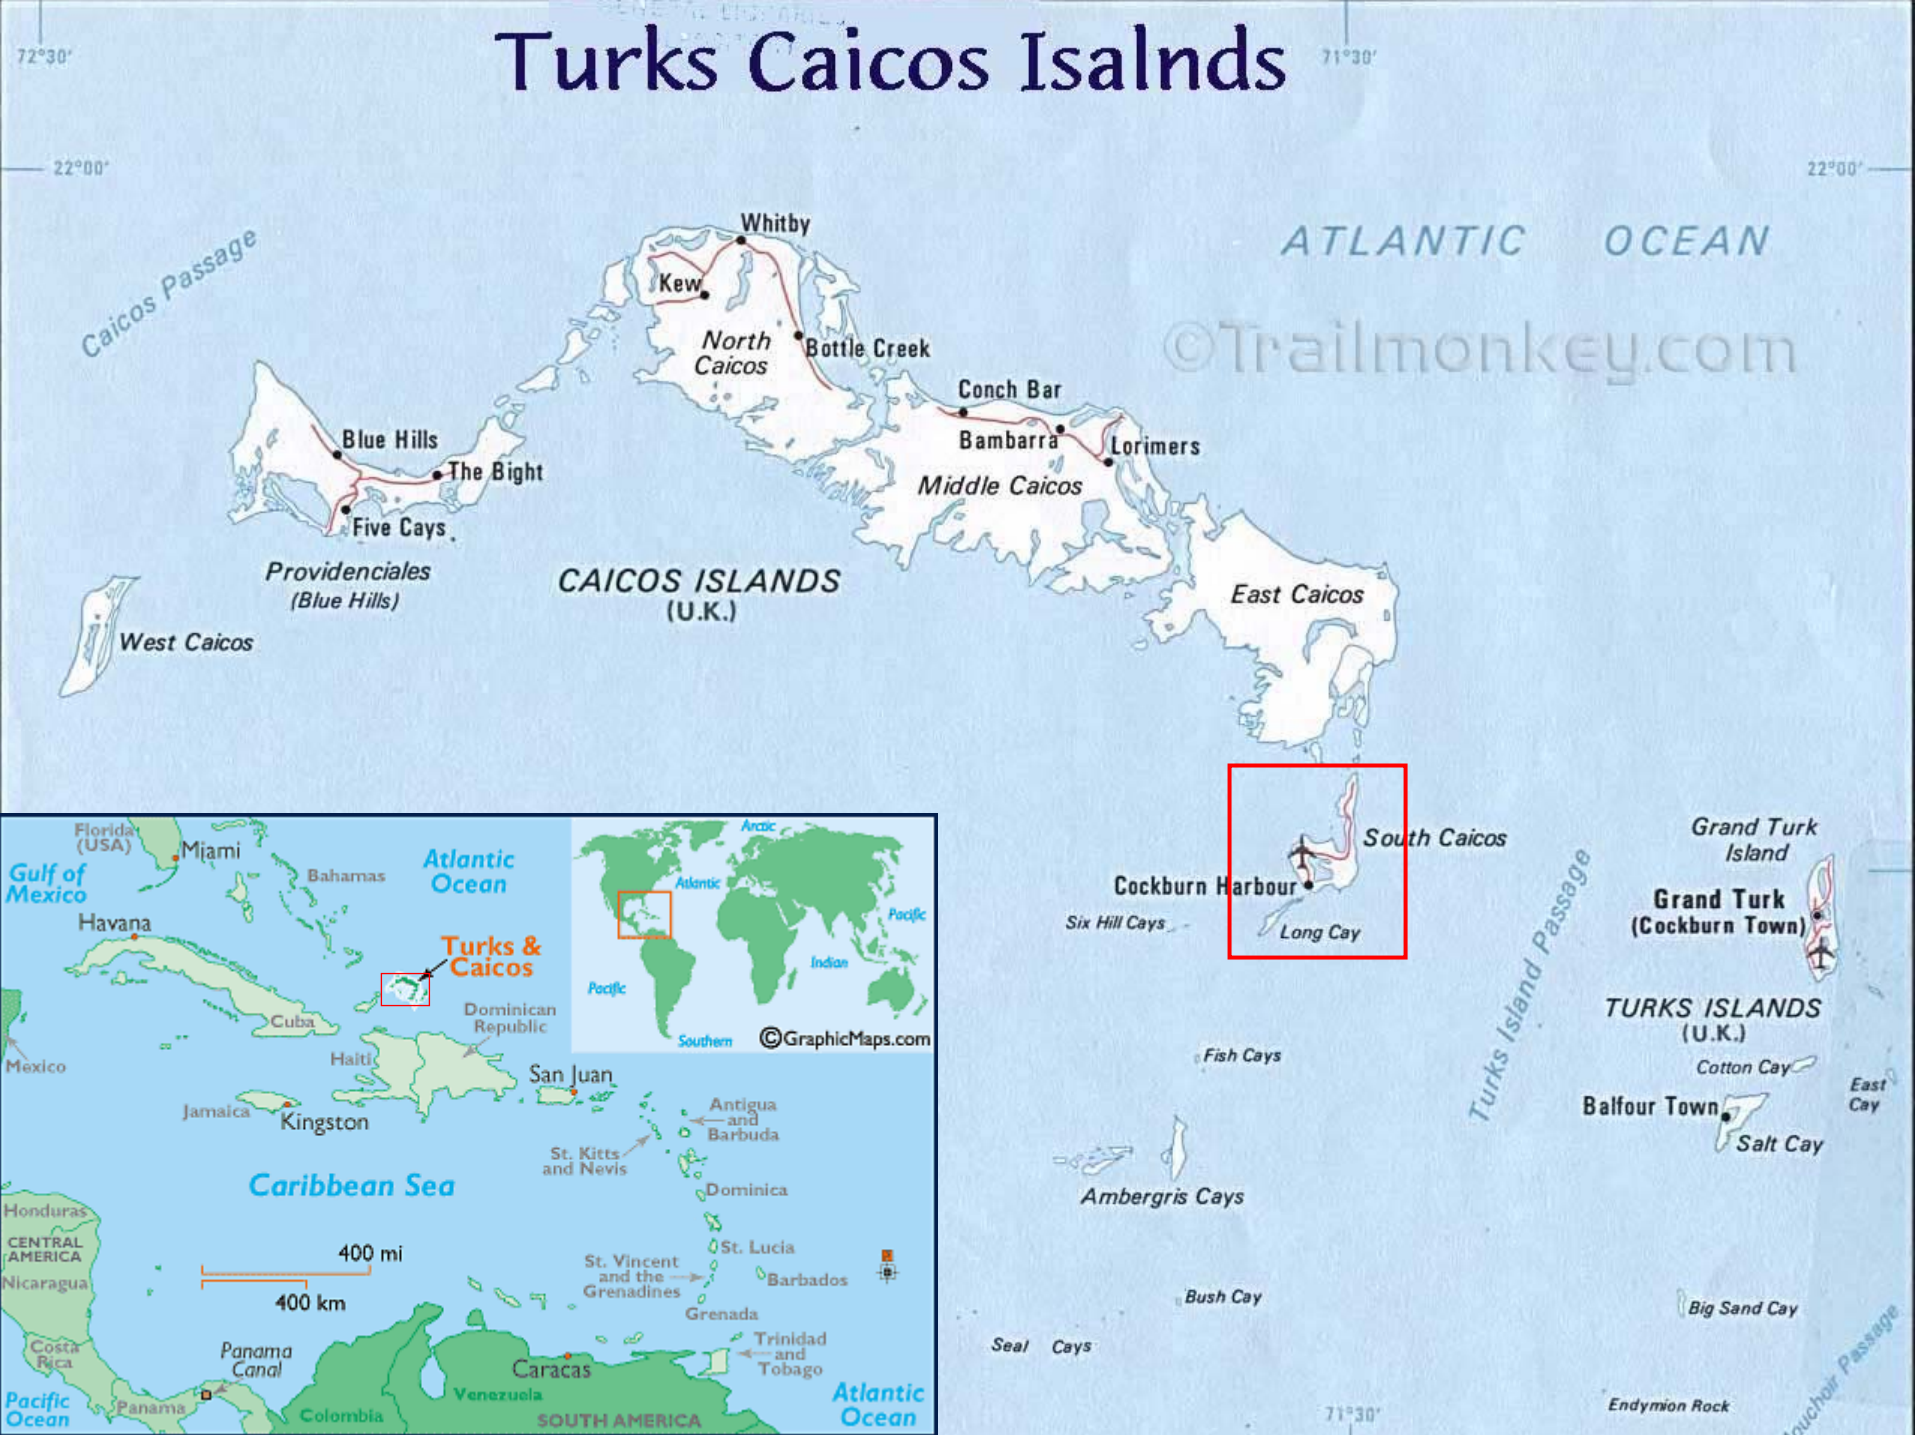 Turks Caicos Isalnds
72°30'
71°30'
22°00'
22°00'
Caicos Passage
ATLANTIC OCEAN
©Trailmonkey.com
Whitby
Kew
North
Caicos
Bottle Creek
Conch Bar
Bambarra
Lorimers
Middle Caicos
Blue Hills
The Bight
Five Cays
Providenciales
(Blue Hills)
CAICOS ISLANDS
(U.K.)
West Caicos
East Caicos
South Caicos
Cockburn Harbour
Six Hill Cays
Long Cay
Turks Island Passage
Grand Turk
Island
Grand Turk
(Cockburn Town)
TURKS ISLANDS
(U.K.)
Cotton Cay
East
Cay
Balfour Town
Salt Cay
Fish Cays
Ambergris Cays
Bush Cay
Seal Cays
Big Sand Cay
Endymion Rock
Mouchoir Passage
71°30'
Florida
(USA)
Miami
Gulf of
Mexico
Bahamas
Atlantic
Ocean
Havana
Turks &
Caicos
Cuba
Dominican
Republic
Mexico
Haiti
San Juan
Jamaica
Kingston
Antigua
and
Barbuda
St. Kitts
and Nevis
Caribbean Sea
Dominica
Honduras
CENTRAL
AMERICA
Nicaragua
400 mi
400 km
St. Lucia
St. Vincent
and the
Grenadines
Barbados
Grenada
Costa
Rica
Panama
Canal
Trinidad
and
Tobago
Caracas
Pacific
Ocean
Panama
Venezuela
Colombia
SOUTH AMERICA
Atlantic
Ocean
Arctic
Atlantic
Pacific
Indian
Pacific
Southern
©GraphicMaps.com